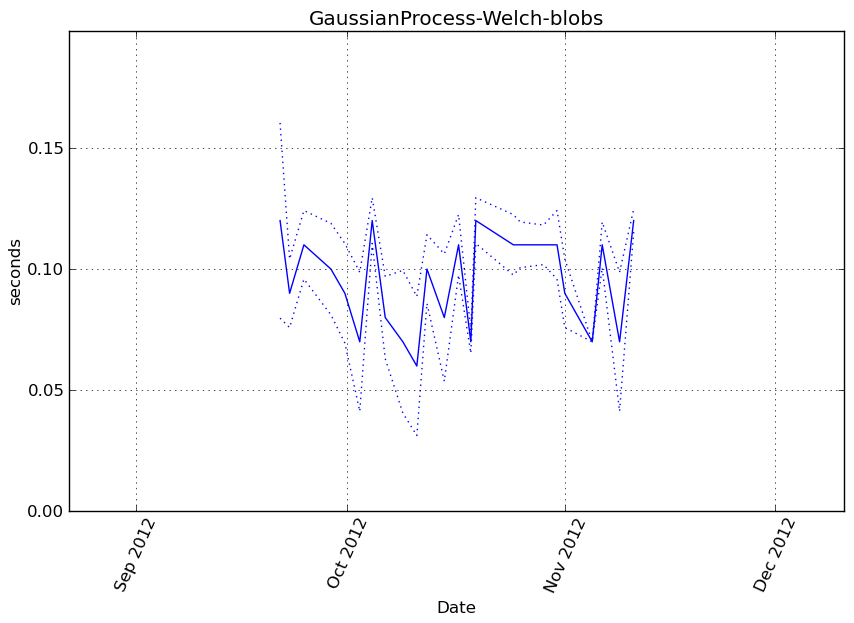 GaussianProcess-Welch-blobs
0.15
0.10
0.05
0.00
seconds
Sep 2012
Oct 2012
Nov 2012
Dec 2012
Date